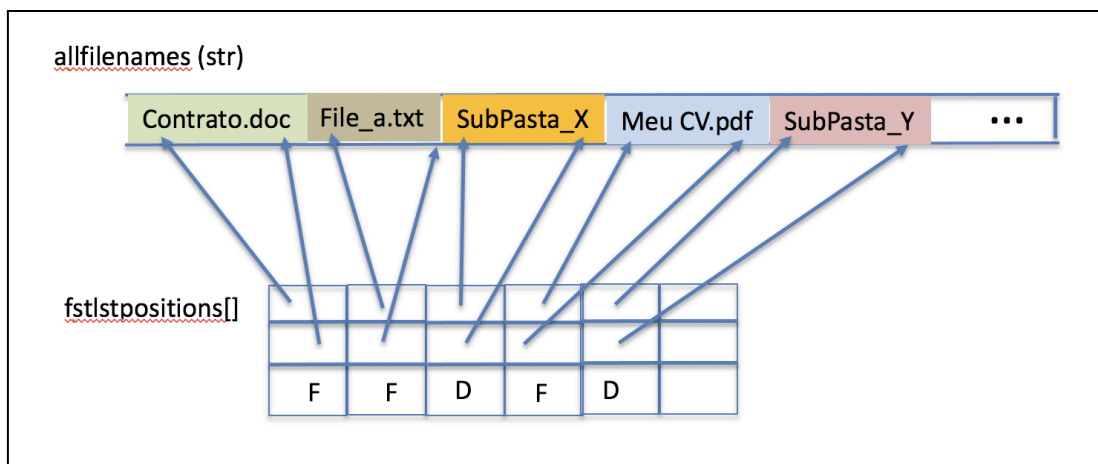 allfilenames (str)
Contrato.doc File_a.txt SubPasta_X Meu CV.pdf SubPasta_Y ...
fstlstpositions[]
F F D F D